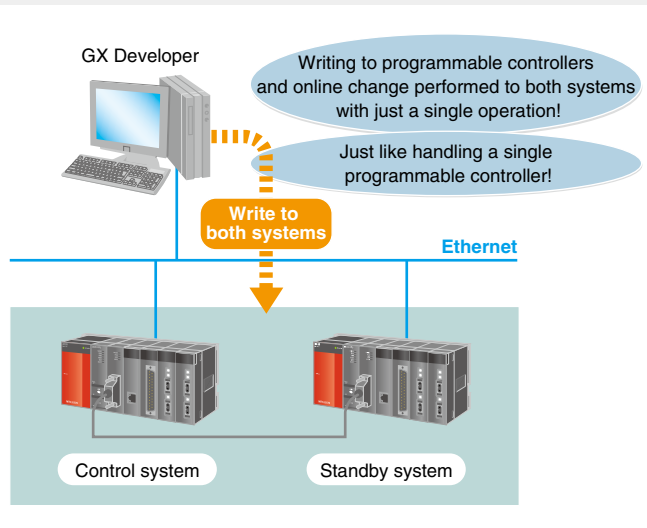 GX Developer
Writing to programmable controllers
and online change performed to both systems
with just a single operation!
Just like handling a single
programmable controller!
Write to
both systems
Ethernet
Control system
Standby system